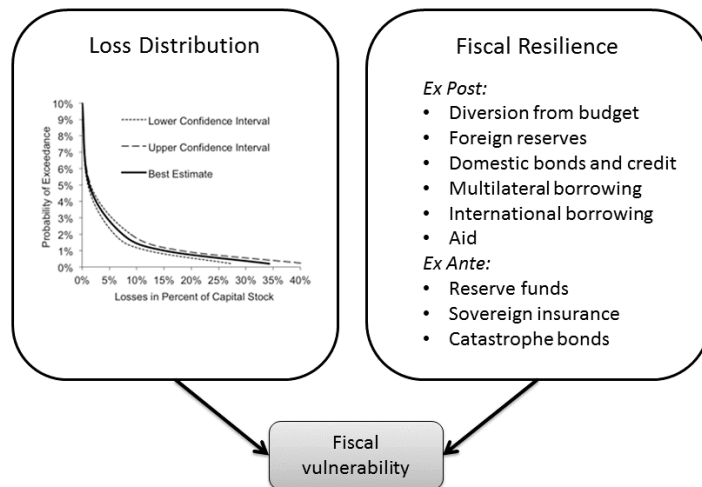 Loss Distribution
10%
9%
8%
7%
6%
5%
4%
3%
2%
1%
0%
Probability of Exceedance
Lower Confidence Interval
Upper Confidence Interval
Best Estimate
0% 5% 10% 15% 20% 25% 30% 35% 40%
Losses in Percent of Capital Stock
Fiscal Resilience
Ex Post:
• Diversion from budget
• Foreign reserves
• Domestic bonds and credit
• Multilateral borrowing
• International borrowing
• Aid
Ex Ante:
• Reserve funds
• Sovereign insurance
• Catastrophe bonds
Fiscal
vulnerability